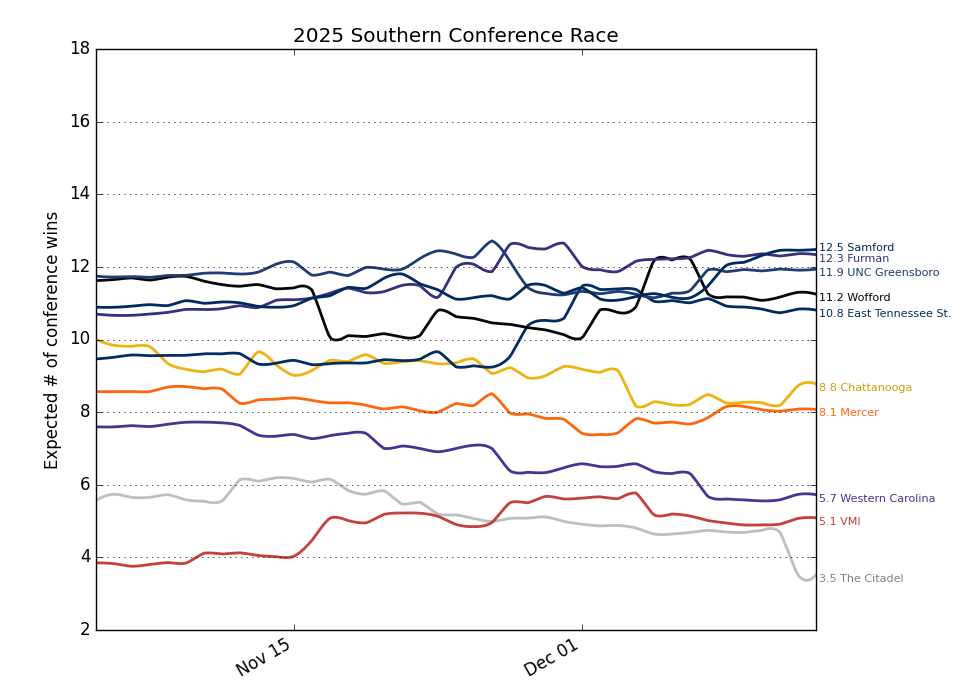 2025 Southern Conference Race
Expected # of conference wins
18
16
14
12
10
8
6
4
2
Nov 15
Dec 01
12.5 Samford
12.3 Furman
11.9 UNC Greensboro
11.2 Wofford
10.8 East Tennessee St.
8.8 Chattanooga
8.1 Mercer
5.7 Western Carolina
5.1 VMI
3.5 The Citadel